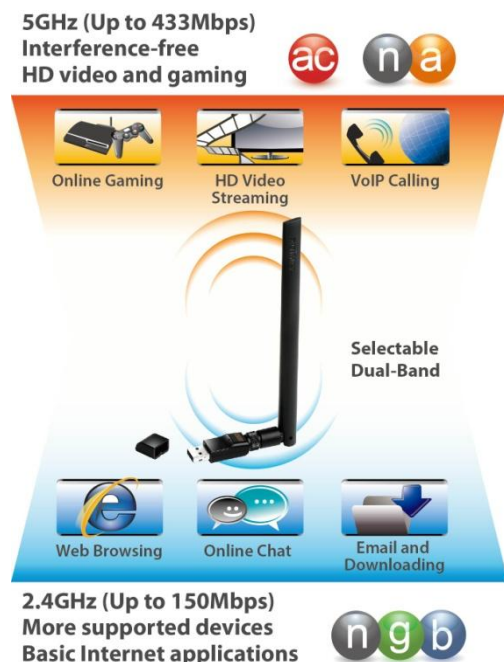 5GHz (Up to 433Mbps)
Interference-free
HD video and gaming
ac n a
Online Gaming
HD Video
Streaming
VoIP Calling
Selectable
Dual-Band
Web Browsing
Online Chat
Email and
Downloading
2.4GHz (Up to 150Mbps)
More supported devices
Basic Internet applications
n g b